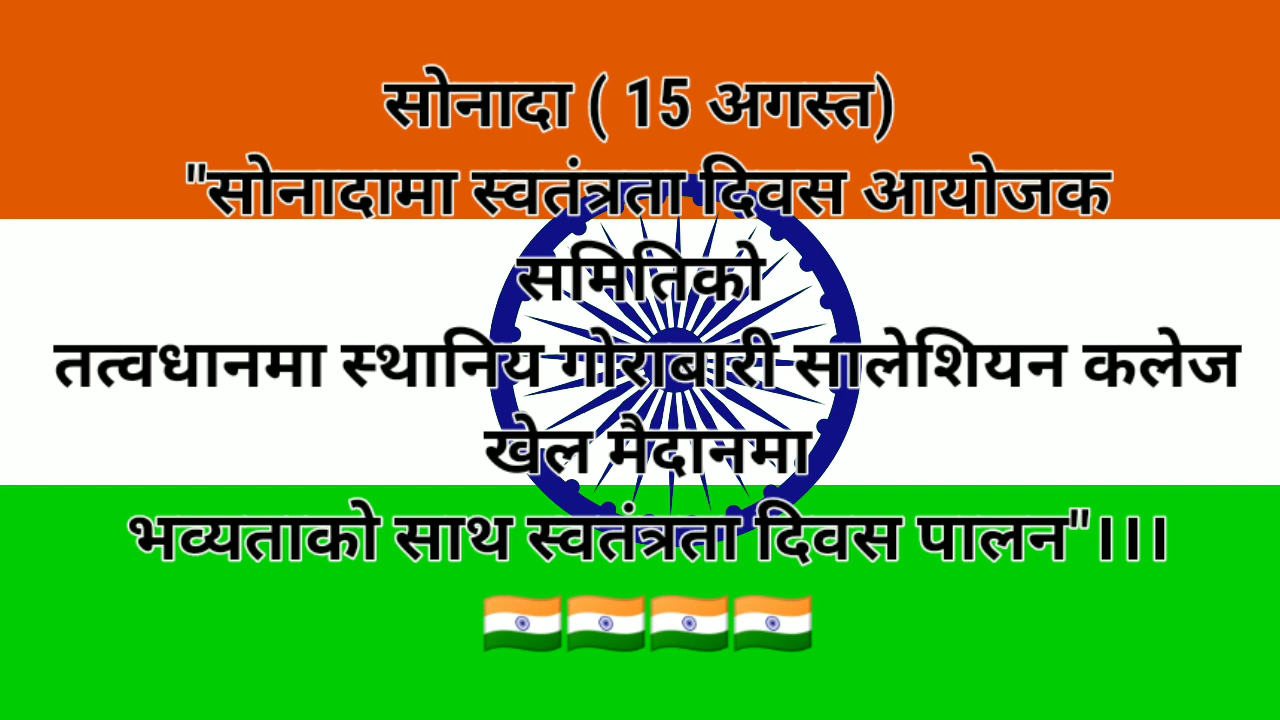 सोनादा ( 15 अगस्त)
"सोनादामा स्वतंत्रता दिवस आयोजक
समितिको
तत्वधानमा स्थानिय गोराबारी सालेशियन कलेज
खेल मैदानमा
भव्यताको साथ स्वतंत्रता दिवस पालन"।।।
🇮🇳🇮🇳🇮🇳🇮🇳